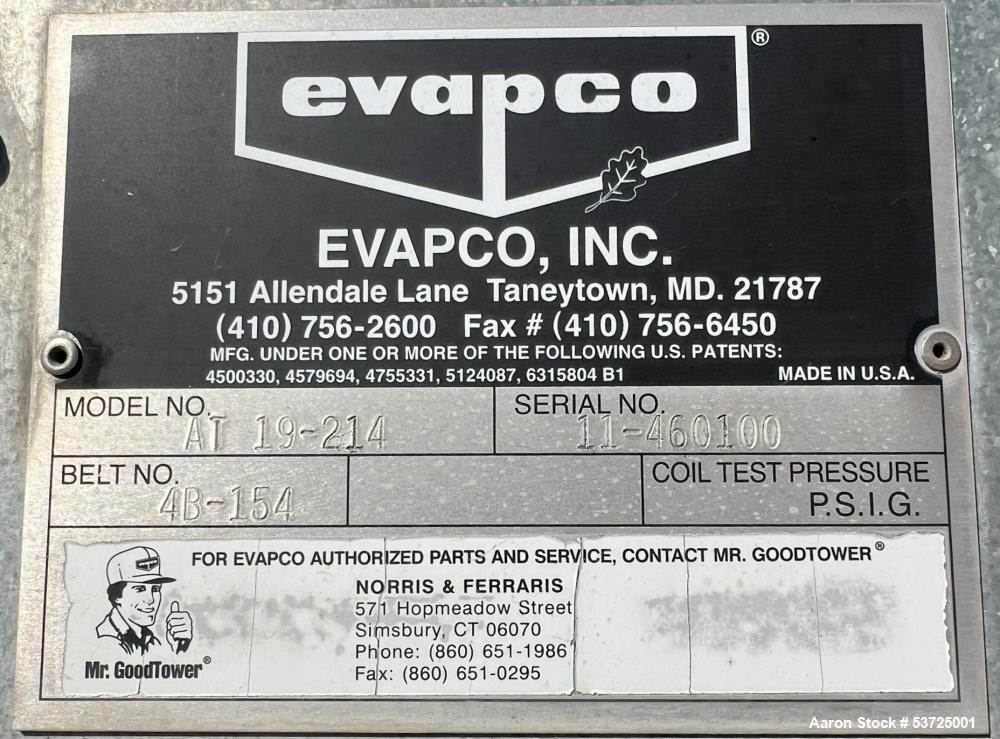 evapco ®
EVAPCO, INC.
5151 Allendale Lane Taneytown, MD. 21787
(410) 756-2600 Fax # (410) 756-6450
MFG. UNDER ONE OR MORE OF THE FOLLOWING U.S. PATENTS:
4500330, 4579694, 4755331, 5124087, 6315804 B1 MADE IN U.S.A.
MODEL NO. SERIAL NO.
AT 19-214 11-460100
BELT NO. COIL TEST PRESSURE
4B-154 P.S.I.G.
FOR EVAPCO AUTHORIZED PARTS AND SERVICE, CONTACT MR. GOODTOWER®
NORRIS & FERRARIS
571 Hopmeadow Street
Simsbury, CT 06070
Phone: (860) 651-1986
Fax: (860) 651-0295
Mr. GoodTower®
Aaron Stock # 53725001